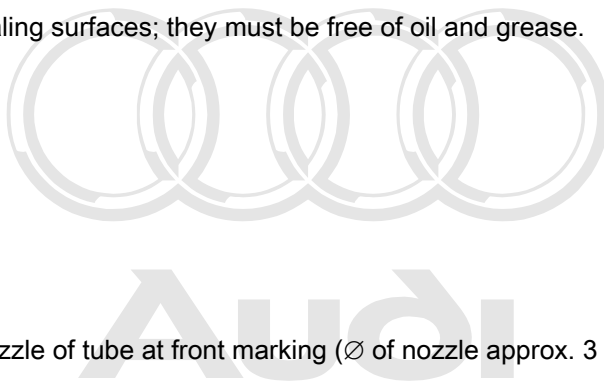 aling surfaces; they must be free of oil and grease.
Audi
zzle of tube at front marking (∅ of nozzle approx. 3